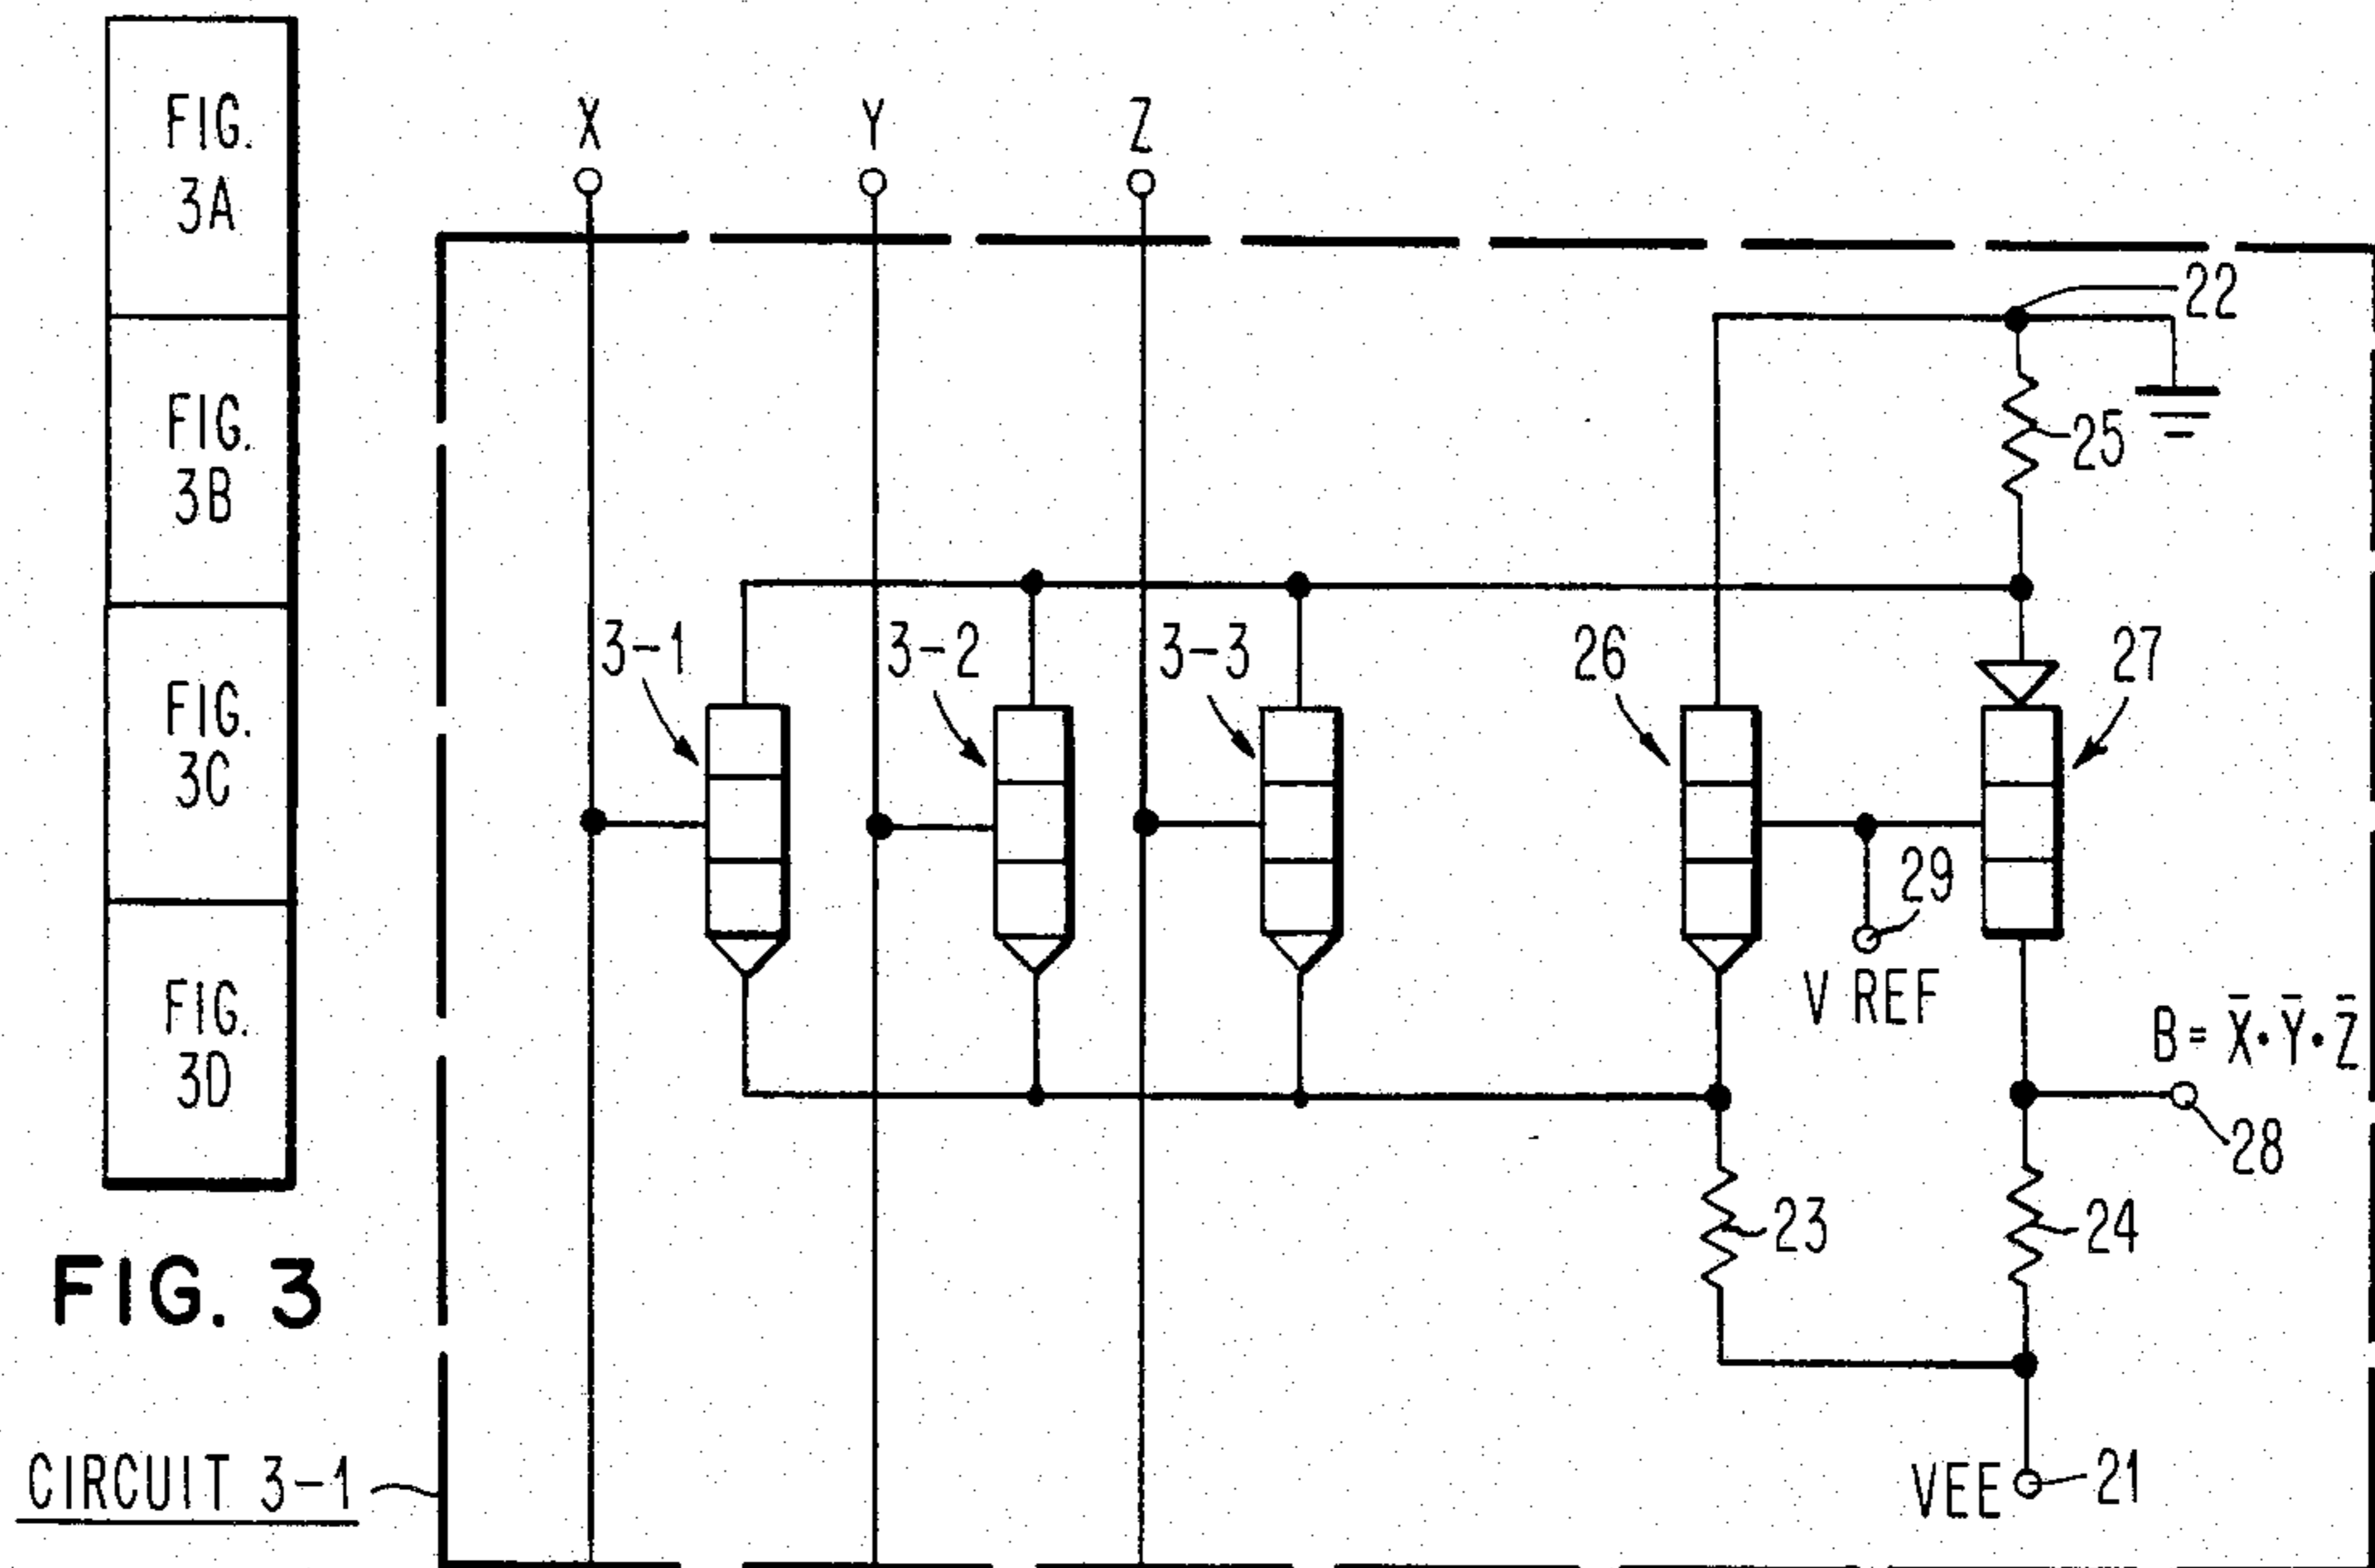 FIG.
3A
FIG.
3B
FIG.
3C
FIG.
3D
FIG. 3
CIRCUIT 3-1
X
Y
Z
22
25
3-1
3-2
3-3
26
27
29
V REF
B = X̄·Ȳ·Z̄
28
23
24
VEE
21